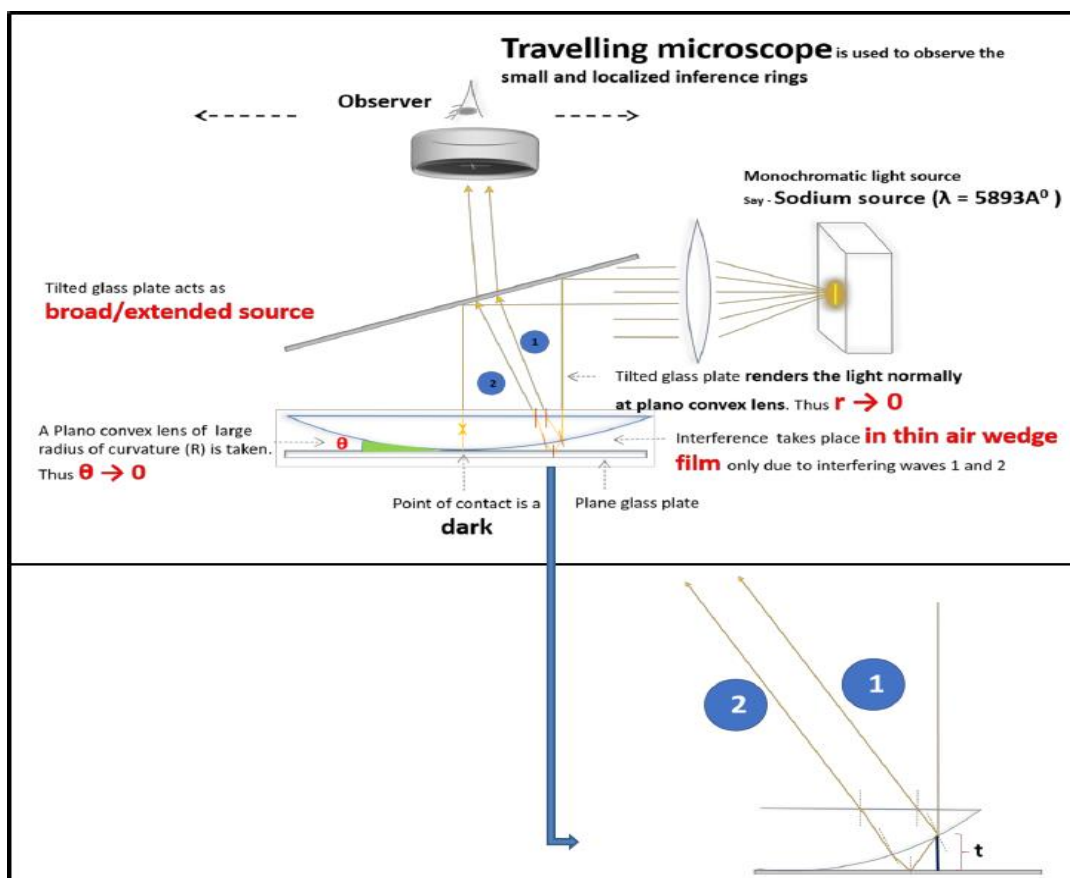 Travelling microscope is used to observe the
small and localized inference rings
Observer
Monochromatic light source
Say - Sodium source (λ = 5893A⁰ )
Tilted glass plate acts as
broad/extended source
1
2
Tilted glass plate renders the light normally
at plano convex lens. Thus r → 0
A Plano convex lens of large
radius of curvature (R) is taken.
Thus θ → 0
θ
Interference takes place in thin air wedge
film only due to interfering waves 1 and 2
Point of contact is a
dark
Plane glass plate
1
2
t